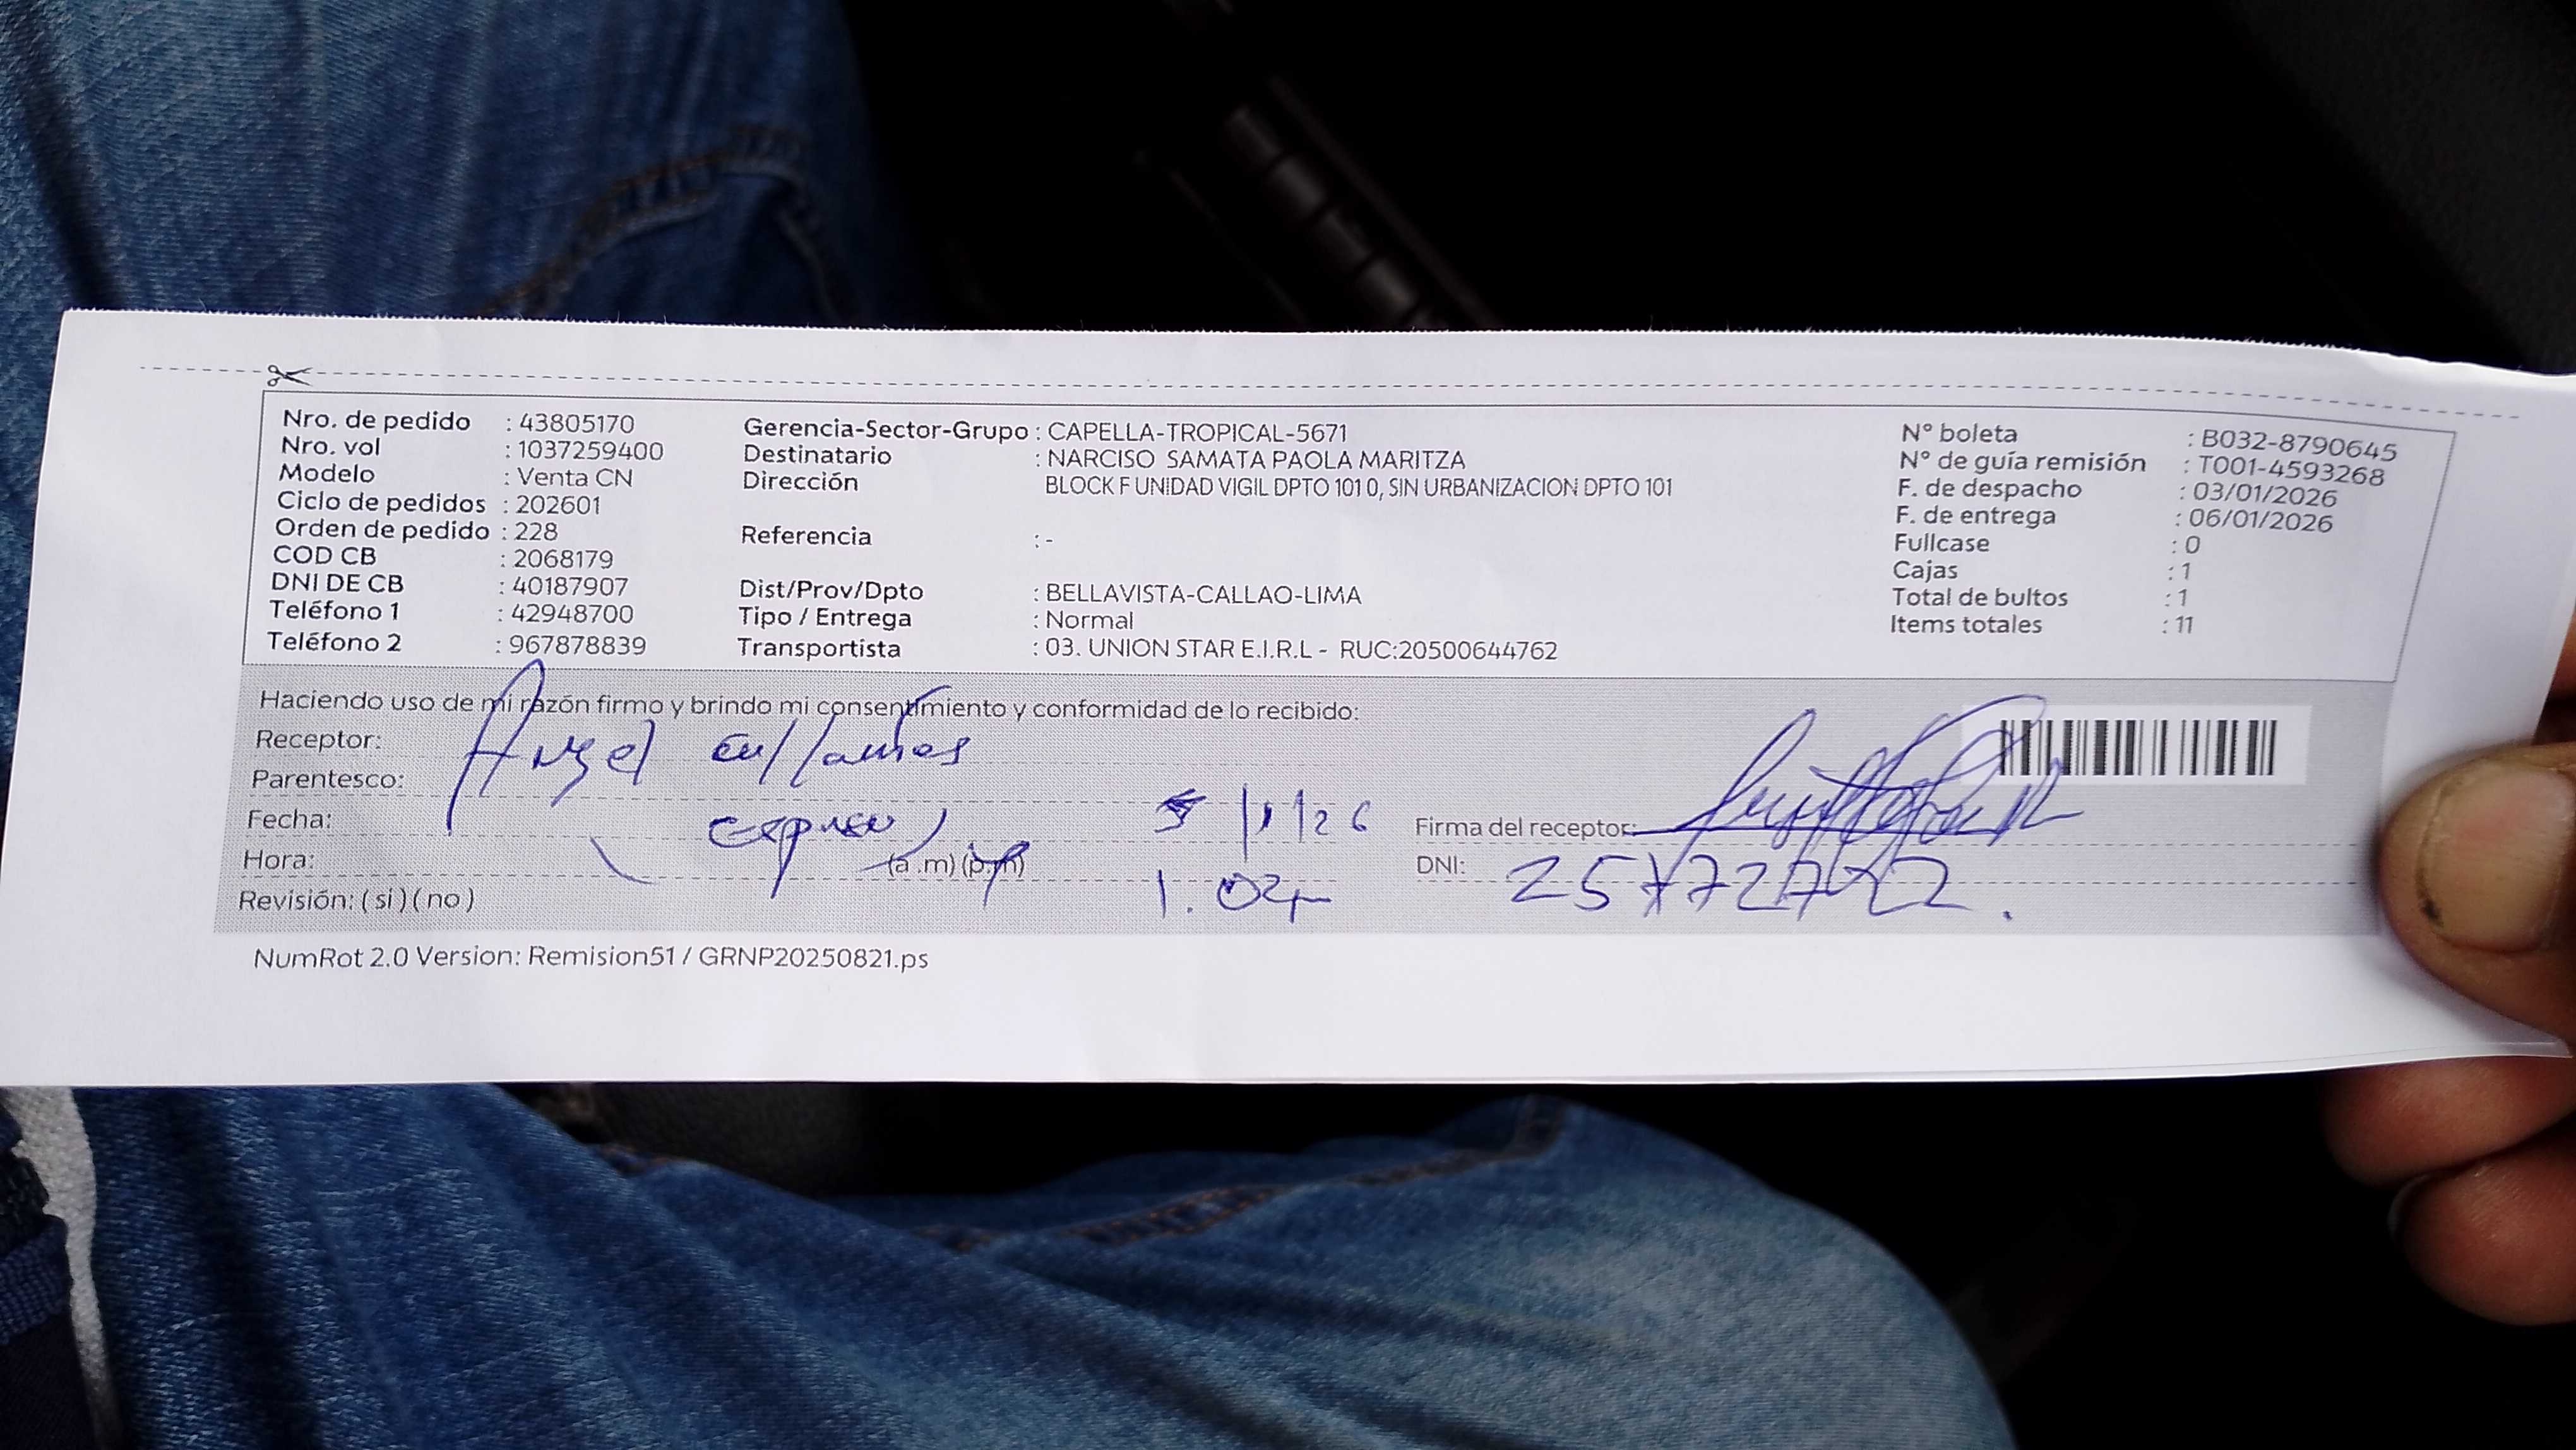 Nro. de pedido : 43805170
Nro. vol : 1037259400
Modelo : Venta CN
Ciclo de pedidos : 202601
Orden de pedido : 228
COD CB : 2068179
DNI DE CB : 40187907
Teléfono 1 : 42948700
Teléfono 2 : 967878839
Gerencia-Sector-Grupo : CAPELLA-TROPICAL-5671
Destinatario : NARCISO SAMATA PAOLA MARITZA
Dirección BLOCK F UNIDAD VIGIL DPTO 101 0, SIN URBANIZACION DPTO 101
Referencia : -
Dist/Prov/Dpto : BELLAVISTA-CALLAO-LIMA
Tipo / Entrega : Normal
Transportista : 03. UNION STAR E.I.R.L - RUC:20500644762
N° boleta : B032-8790645
N° de guía remisión : T001-4593268
F. de despacho : 03/01/2026
F. de entrega : 06/01/2026
Fullcase : 0
Cajas : 1
Total de bultos : 1
Items totales : 11
Haciendo uso de mi razón firmo y brindo mi consentimiento y conformidad de lo recibido:
Receptor: Angel
Parentesco:
Fecha: /1/26
Hora: (a .m) (p.m) 1.02
Revisión: ( si ) ( no )
Firma del receptor:
DNI:
NumRot 2.0 Version: Remision51 / GRNP20250821.ps